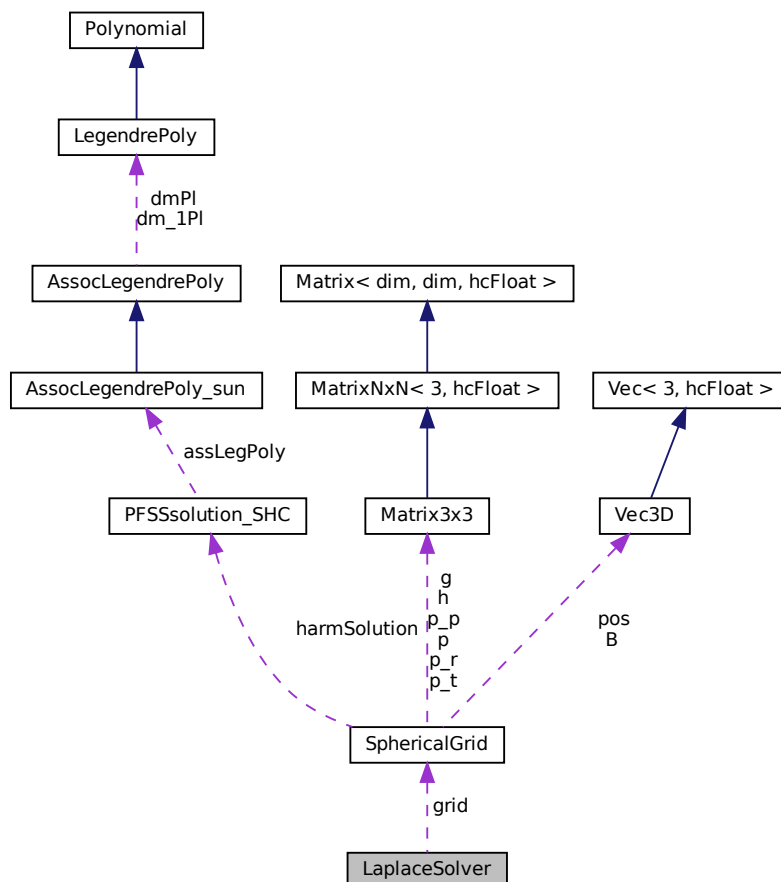 Polynomial
LegendrePoly
dmPl
dm_1Pl
AssocLegendrePoly
Matrix< dim, dim, hcFloat >
AssocLegendrePoly_sun
MatrixNxN< 3, hcFloat >
Vec< 3, hcFloat >
assLegPoly
PFSSsolution_SHC
Matrix3x3
Vec3D
harmSolution
g
h
p_p
p
p_r
p_t
pos
B
SphericalGrid
grid
LaplaceSolver